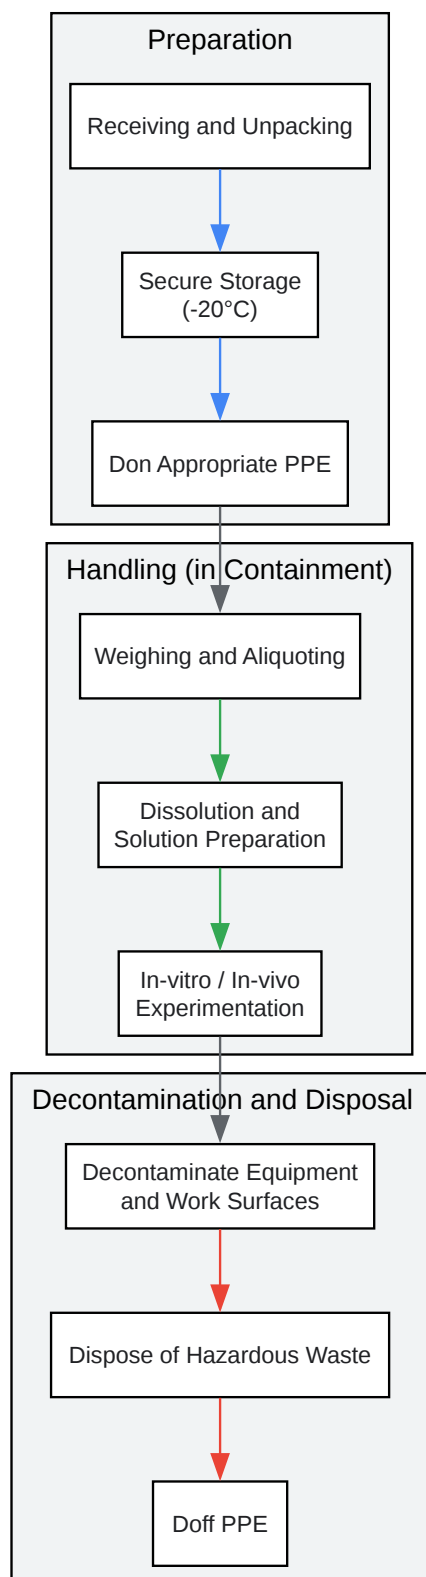 Preparation
Receiving and Unpacking
Secure Storage
(-20°C)
Don Appropriate PPE
Handling (in Containment)
Weighing and Aliquoting
Dissolution and
Solution Preparation
In-vitro / In-vivo
Experimentation
Decontamination and Disposal
Decontaminate Equipment
and Work Surfaces
Dispose of Hazardous Waste
Doff PPE